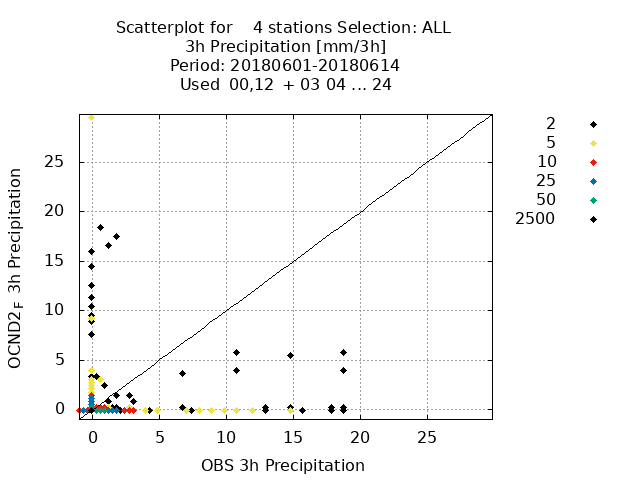 Scatterplot for    4 stations Selection: ALL
3h Precipitation [mm/3h]
Period: 20180601-20180614
Used  00,12  + 03 04 ... 24
2
5
10
25
50
2500
25
20
15
10
5
0
OCND2F 3h Precipitation
0 5 10 15 20 25
OBS 3h Precipitation